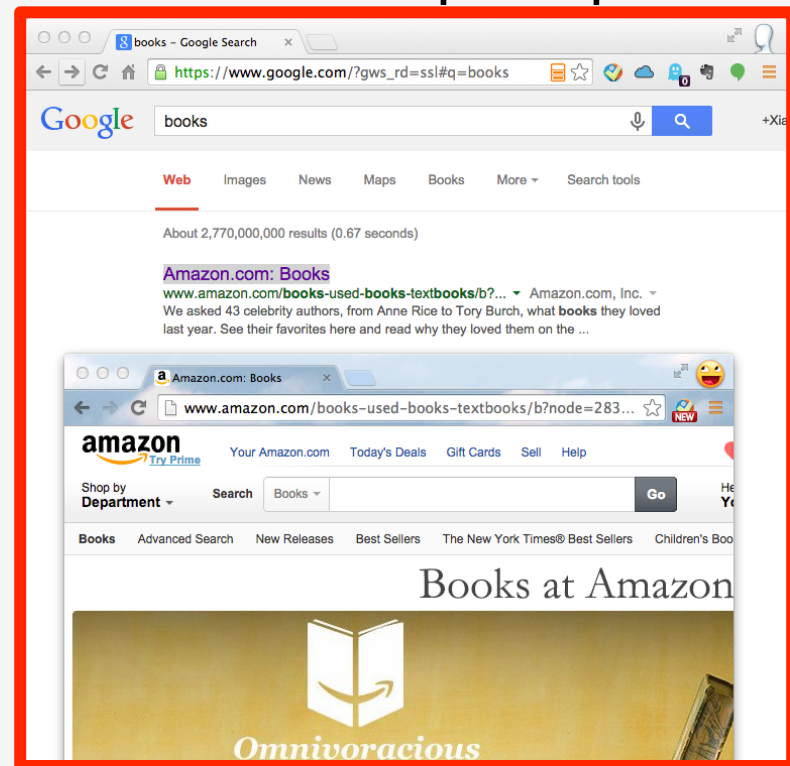 books - Google Search
https://www.google.com/?gws_rd=ssl#q=books
0
Google books +Xia
Web Images News Maps Books More Search tools
About 2,770,000,000 results (0.67 seconds)
Amazon.com: Books
www.amazon.com/books-used-books-textbooks/b?... Amazon.com, Inc.
We asked 43 celebrity authors, from Anne Rice to Tory Burch, what books they loved
last year. See their favorites here and read why they loved them on the ...
a Amazon.com: Books
www.amazon.com/books-used-books-textbooks/b?node=283...
NEW
amazon
Try Prime
Your Amazon.com Today's Deals Gift Cards Sell Help
Shop by
Department
Search Books Go
He
Yo
Books Advanced Search New Releases Best Sellers The New York Times® Best Sellers Children's Boo
Books at Amazon
Omnivoracious